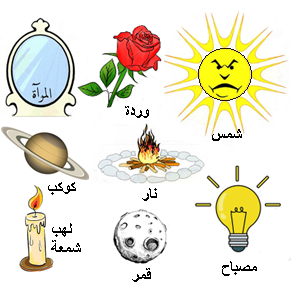 المرآة
وردة
شمس
كوكب
نار
لهب
شمعة
قمر
مصباح